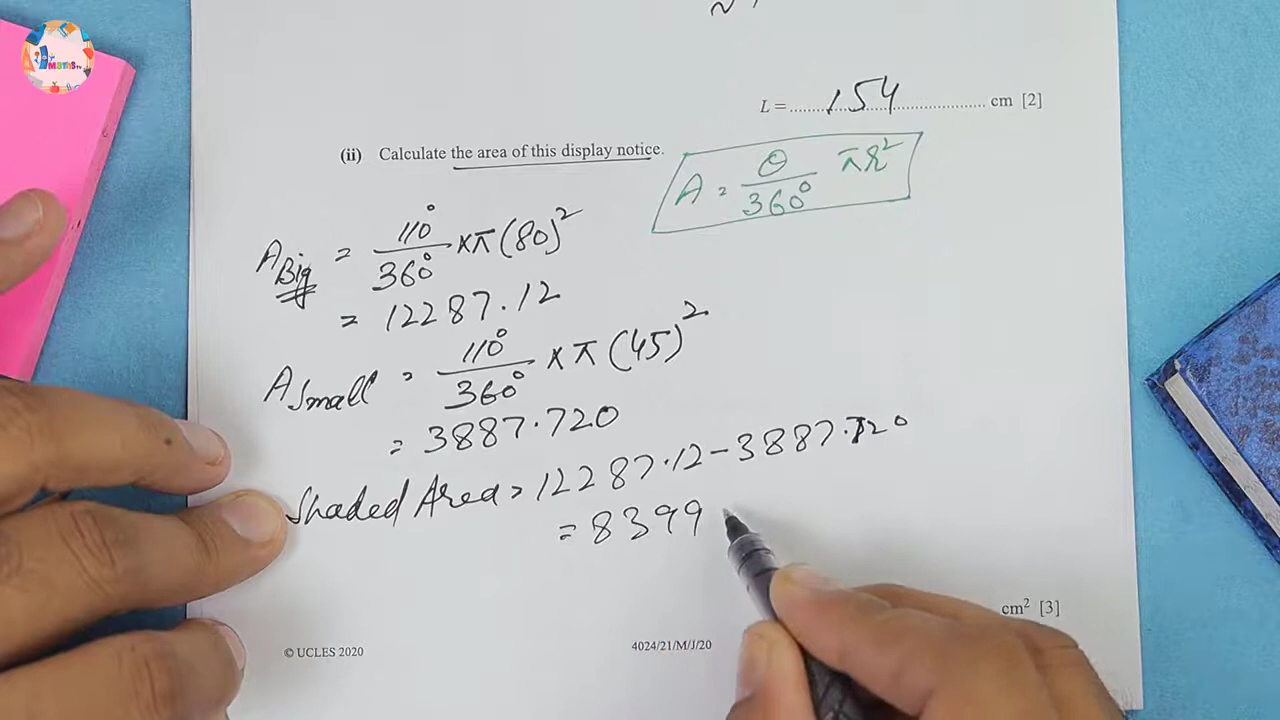 MATHS TV
L = ........ 154 ........ cm [2]
(ii) Calculate the area of this display notice.
A = θ/360° πr²
A Big = 110°/360° × π (80)²
= 12287.12
A Small = 110°/360° × π (45)²
= 3887.720
Shaded Area = 12287.12 - 3887.720
= 8399
cm² [3]
© UCLES 2020
4024/21/M/J/20